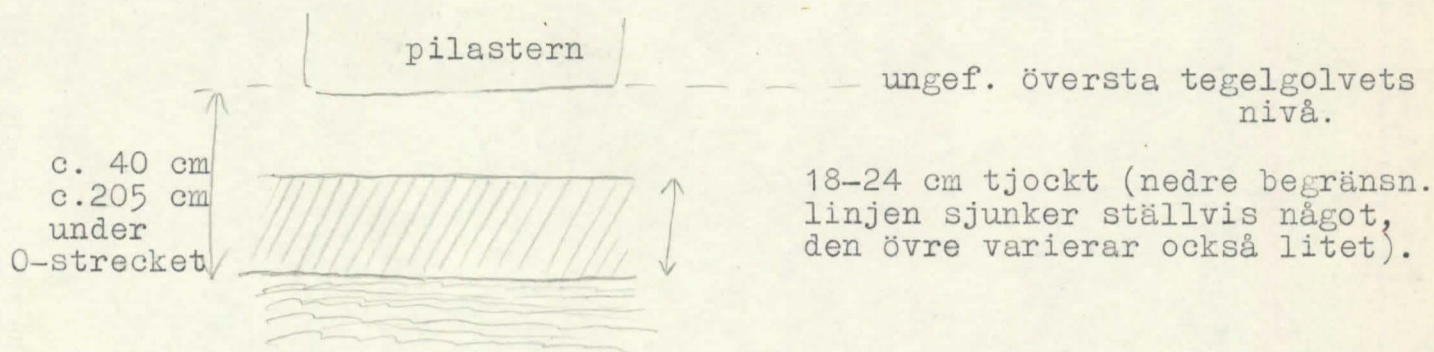 pilastern
ungef. översta tegelgolvets
nivå.
c. 40 cm
c.205 cm
under
0-strecket
18-24 cm tjockt (nedre begränsn.
linjen sjunker ställvis något,
den övre varierar också litet).